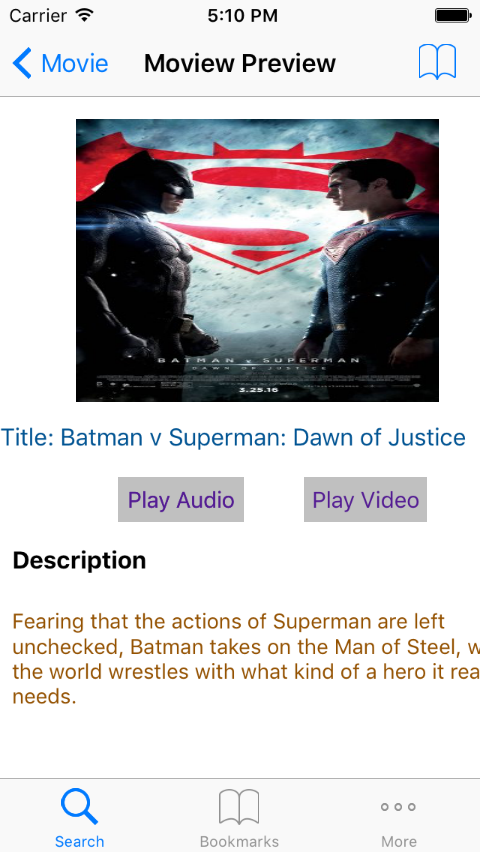 Carrier 5:10 PM
Movie Moview Preview
BATMAN v SUPERMAN
DAWN OF JUSTICE
3.25.16
Title: Batman v Superman: Dawn of Justice
Play Audio Play Video
Description
Fearing that the actions of Superman are left
unchecked, Batman takes on the Man of Steel, w
the world wrestles with what kind of a hero it rea
needs.
Search Bookmarks More